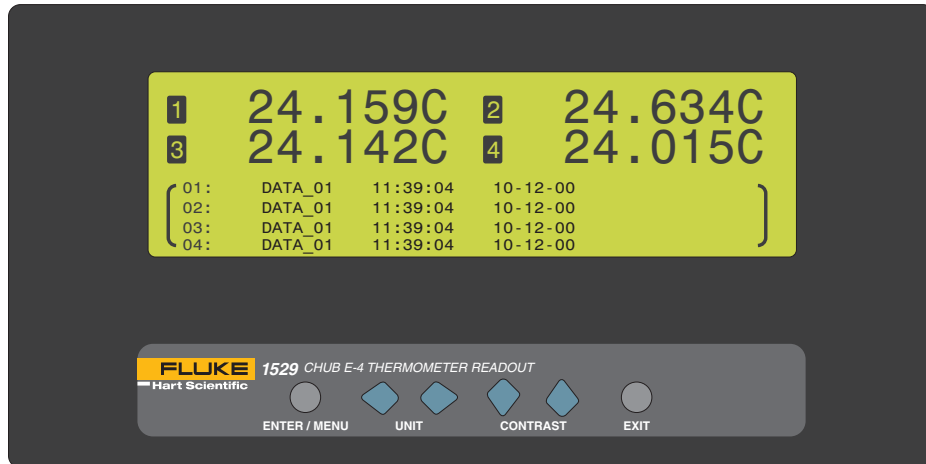 1 24.159C 2 24.634C
3 24.142C 4 24.015C
01: DATA_01 11:39:04 10-12-00
02: DATA_01 11:39:04 10-12-00
03: DATA_01 11:39:04 10-12-00
04: DATA_01 11:39:04 10-12-00
FLUKE 1529 CHUB E-4 THERMOMETER READOUT
Hart Scientific
ENTER / MENU UNIT CONTRAST EXIT